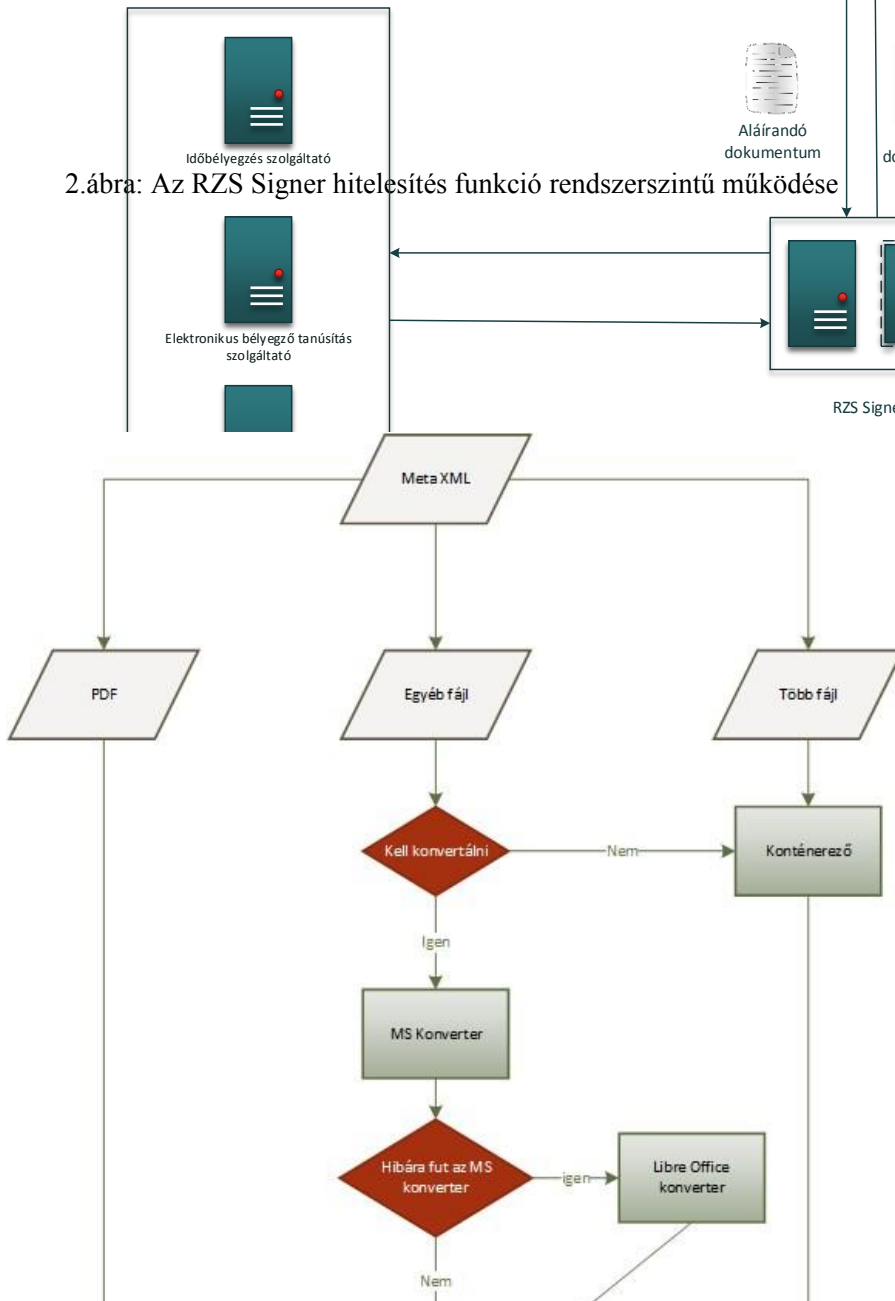 Időbélyegzés szolgáltató
Aláírandó
dokumentum
2.ábra: Az RZS Signer hitelesítés funkció rendszerszintű működése
Elektronikus bélyegző tanúsítás
szolgáltató
RZS Signe
Meta XML
PDF
Egyéb fájl
Több fájl
Kell konvertálni
Nem
Konténerező
Igen
MS Konverter
Hibára fut az MS
konverter
igen
Libre Office
konverter
Nem